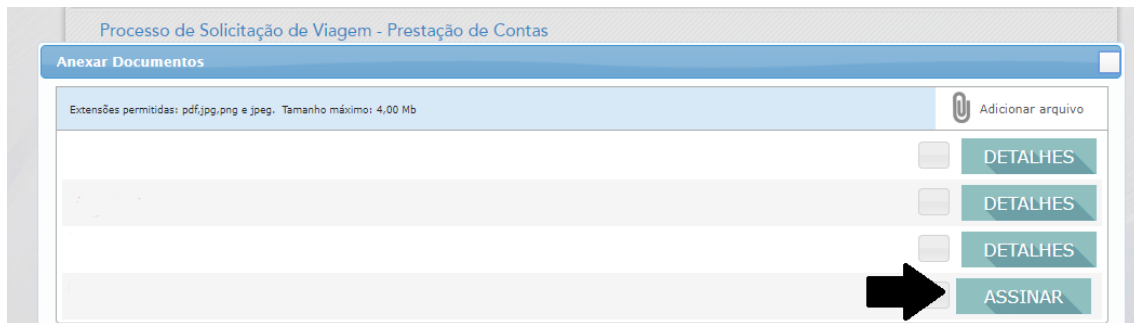 Processo de Solicitação de Viagem - Prestação de Contas
Anexar Documentos
Extensões permitidas: pdf,jpg,png e jpeg. Tamanho máximo: 4,00 Mb
Adicionar arquivo
DETALHES
DETALHES
DETALHES
ASSINAR